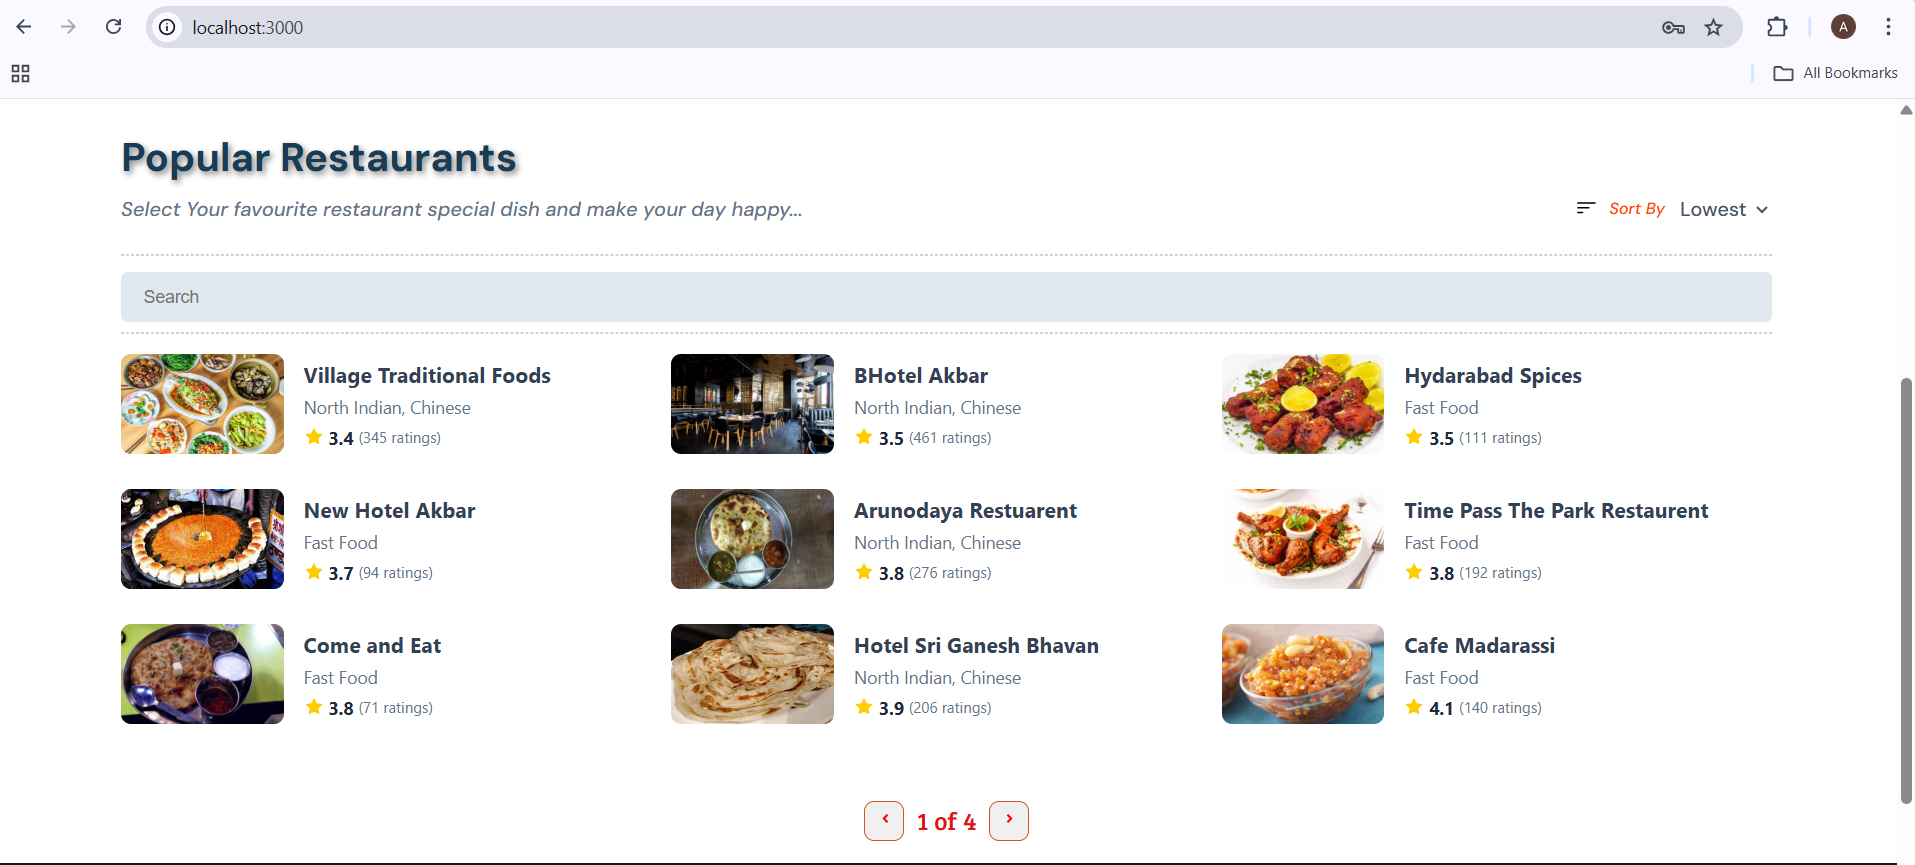 localhost:3000
A
All Bookmarks
Popular Restaurants
Select Your favourite restaurant special dish and make your day happy...
Sort By Lowest
Search
Village Traditional Foods
North Indian, Chinese
3.4 (345 ratings)
BHotel Akbar
North Indian, Chinese
3.5 (461 ratings)
Hydarabad Spices
Fast Food
3.5 (111 ratings)
New Hotel Akbar
Fast Food
3.7 (94 ratings)
Arunodaya Restuarent
North Indian, Chinese
3.8 (276 ratings)
Time Pass The Park Restaurent
Fast Food
3.8 (192 ratings)
Come and Eat
Fast Food
3.8 (71 ratings)
Hotel Sri Ganesh Bhavan
North Indian, Chinese
3.9 (206 ratings)
Cafe Madarassi
Fast Food
4.1 (140 ratings)
1 of 4